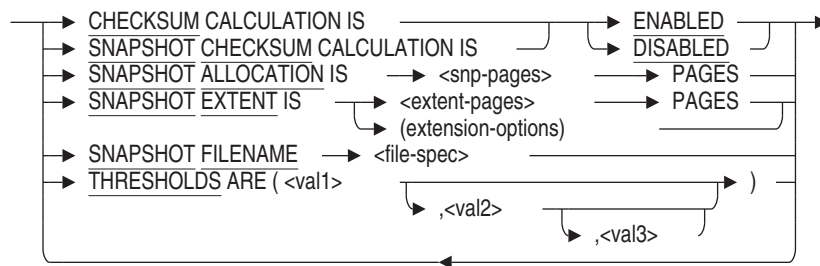 CHECKSUM CALCULATION IS ENABLED
SNAPSHOT CHECKSUM CALCULATION IS DISABLED
SNAPSHOT ALLOCATION IS <snp-pages> PAGES
SNAPSHOT EXTENT IS <extent-pages> PAGES
(extension-options)
SNAPSHOT FILENAME <file-spec>
THRESHOLDS ARE ( <val1> )
,<val2>
,<val3>